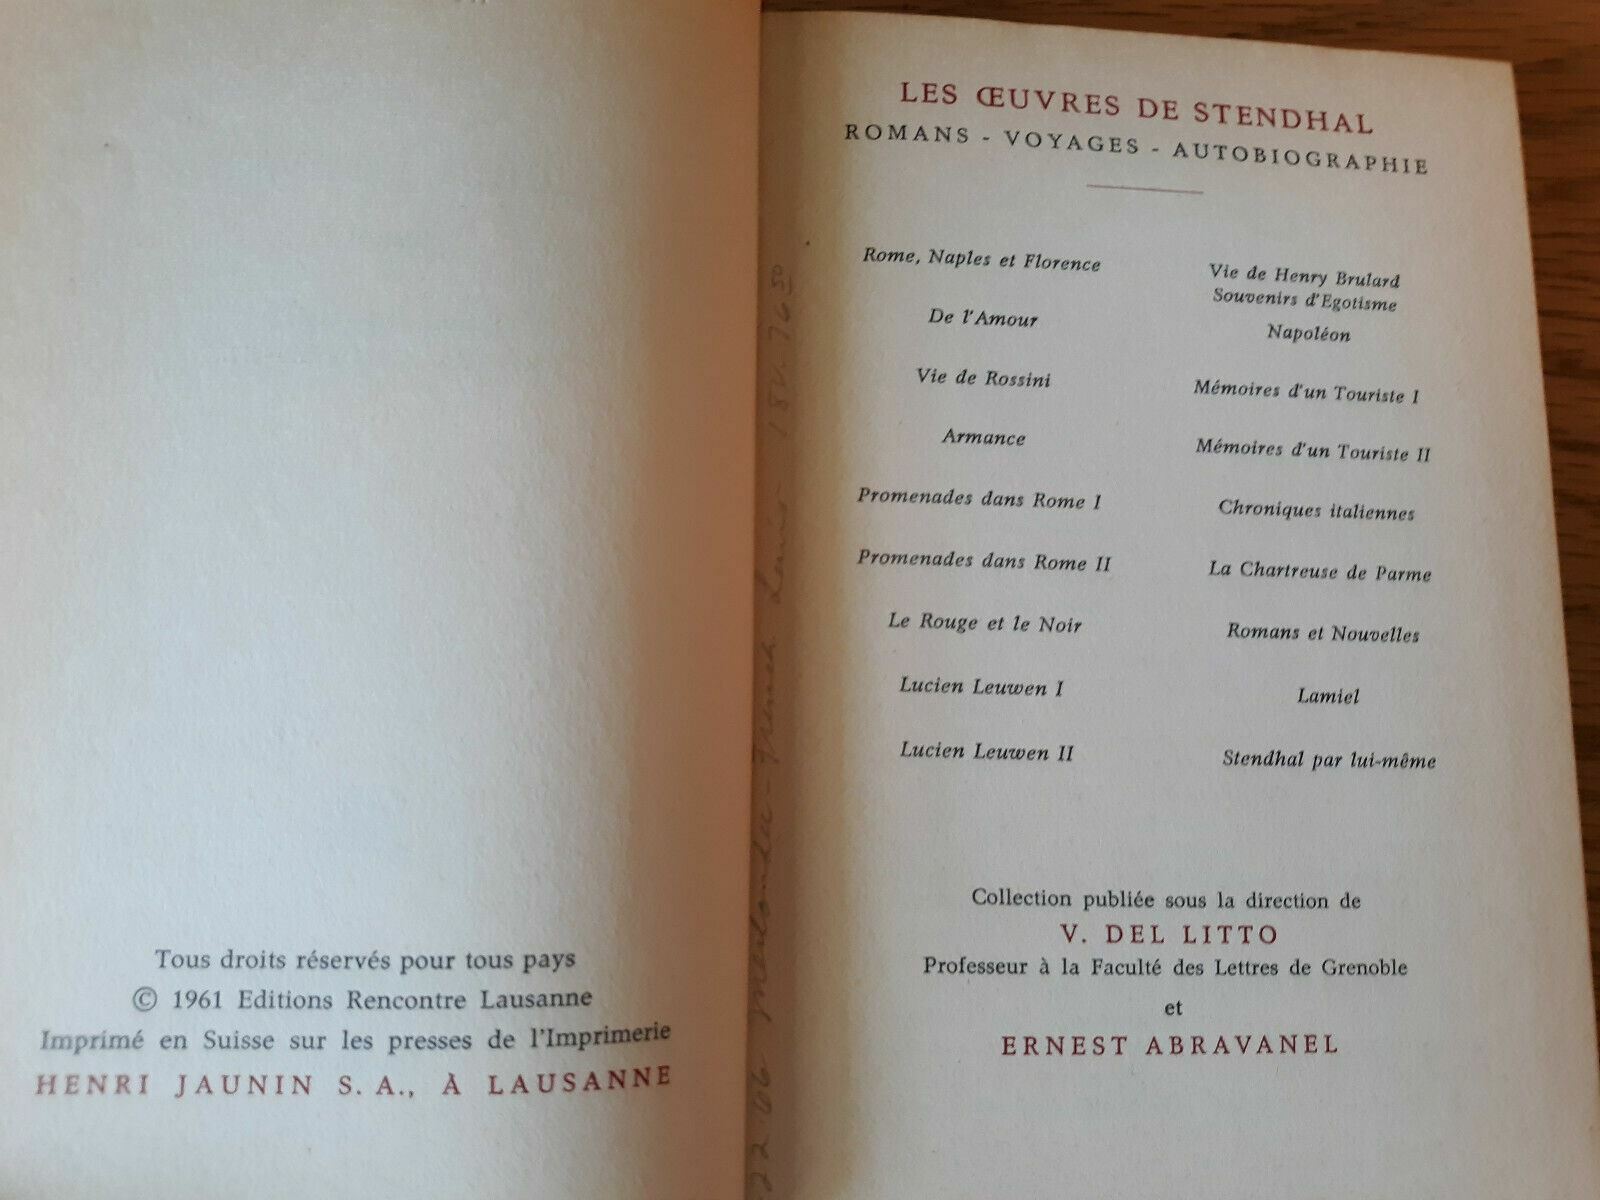 Tous droits réservés pour tous pays
© 1961 Editions Rencontre Lausanne
Imprimé en Suisse sur les presses de l'Imprimerie
HENRI JAUNIN S. A., À LAUSANNE
LES ŒUVRES DE STENDHAL
ROMANS - VOYAGES - AUTOBIOGRAPHIE
Rome, Naples et Florence
De l'Amour
Vie de Rossini
Armance
Promenades dans Rome I
Promenades dans Rome II
Le Rouge et le Noir
Lucien Leuwen I
Lucien Leuwen II
Vie de Henry Brulard
Souvenirs d'Egotisme
Napoléon
Mémoires d'un Touriste I
Mémoires d'un Touriste II
Chroniques italiennes
La Chartreuse de Parme
Romans et Nouvelles
Lamiel
Stendhal par lui-même
Collection publiée sous la direction de
V. DEL LITTO
Professeur à la Faculté des Lettres de Grenoble
et
ERNEST ABRAVANEL